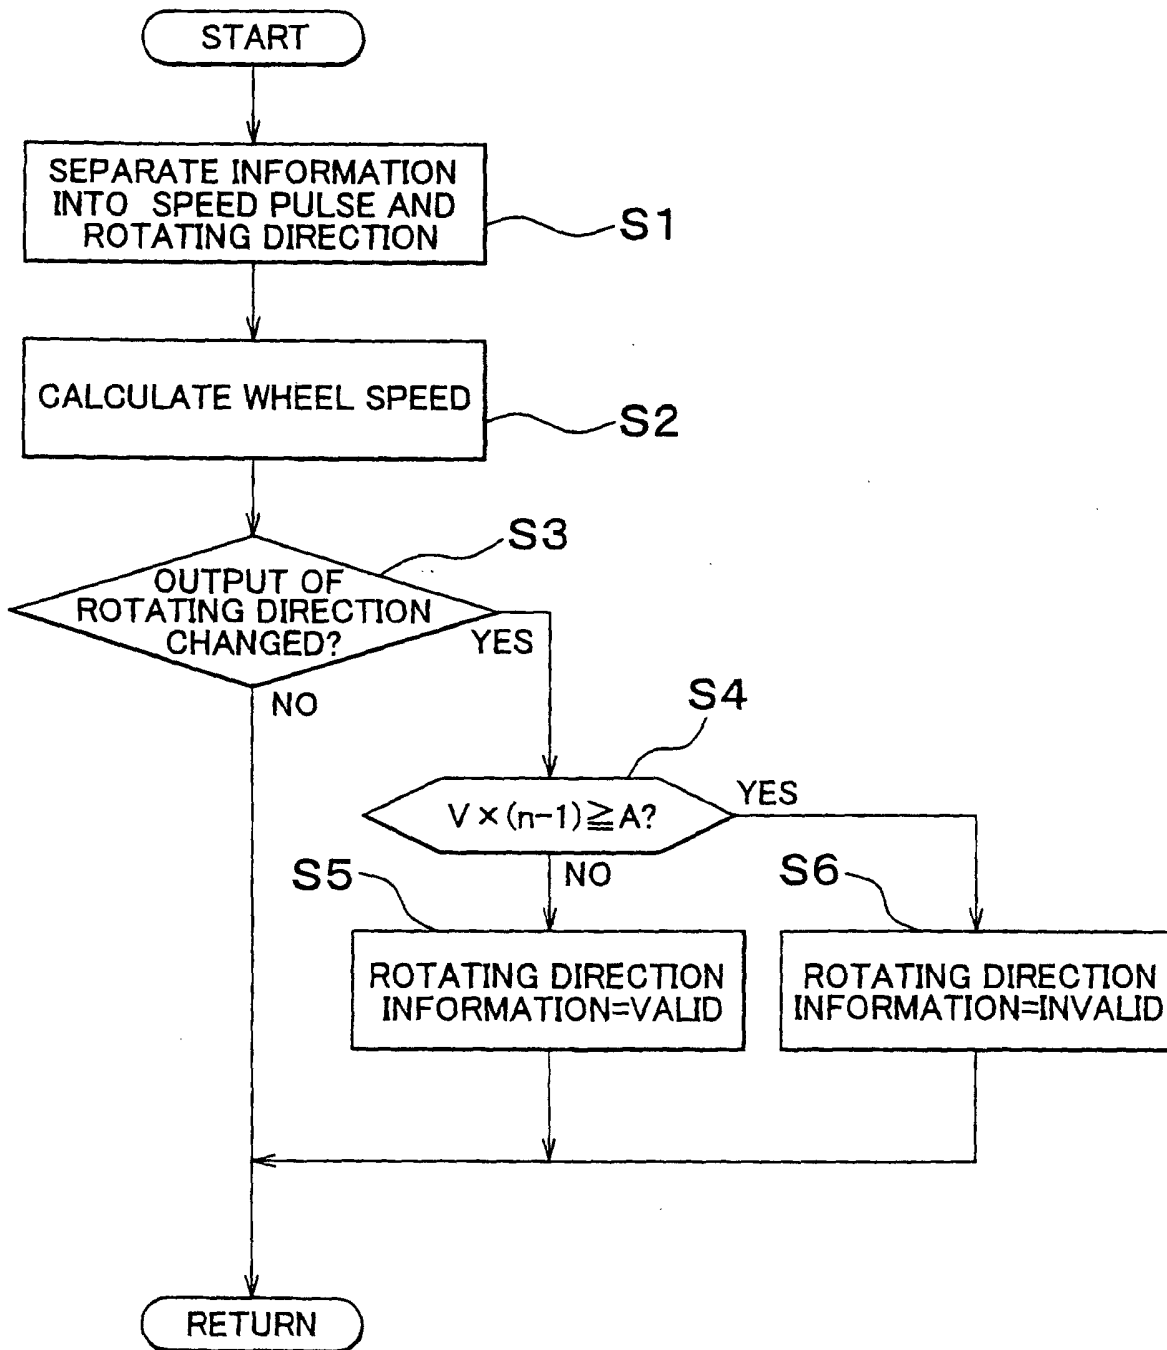 START
SEPARATE INFORMATION
INTO SPEED PULSE AND
ROTATING DIRECTION
S1
CALCULATE WHEEL SPEED
S2
S3
OUTPUT OF
ROTATING DIRECTION
CHANGED?
YES
NO
S4
V×(n-1)≧A?
YES
NO
S5
S6
ROTATING DIRECTION
INFORMATION=VALID
ROTATING DIRECTION
INFORMATION=INVALID
RETURN